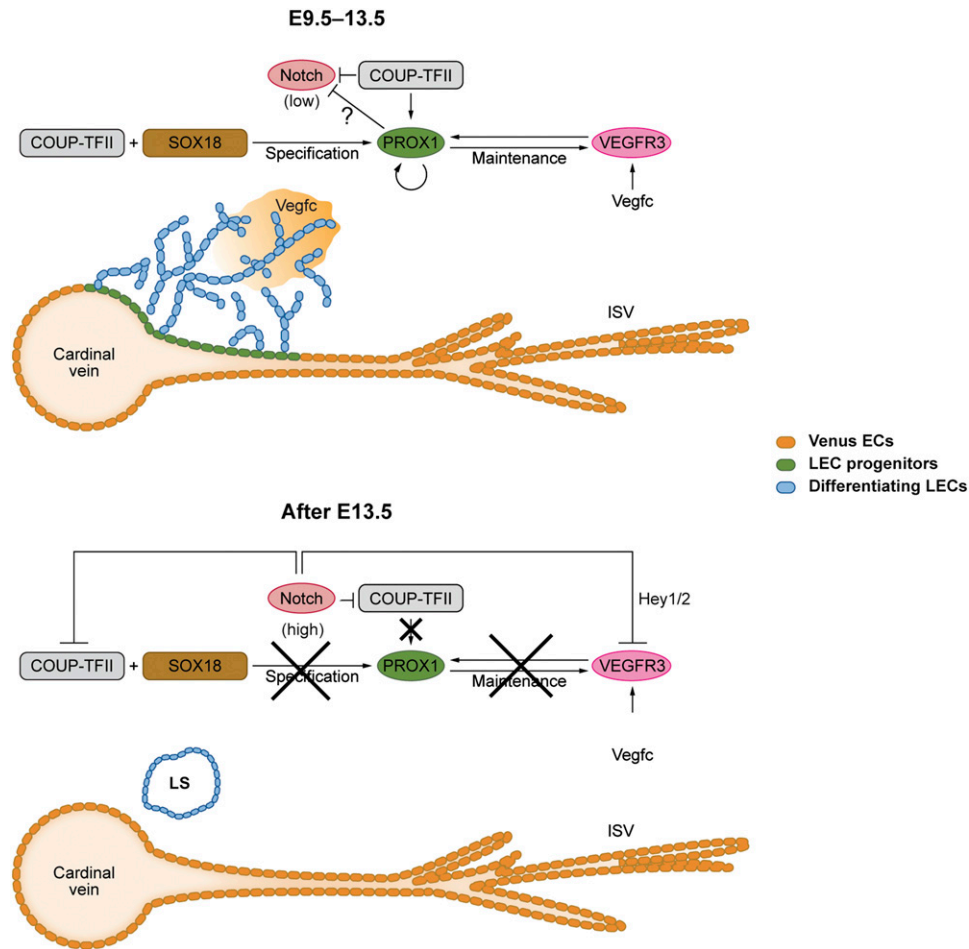 E9.5–13.5
Notch
(low)
COUP-TFII
?
COUP-TFII + SOX18
Specification
PROX1
Maintenance
VEGFR3
Vegfc
Vegfc
ISV
Cardinal
vein
Venus ECs
LEC progenitors
Differentiating LECs
After E13.5
Notch
(high)
COUP-TFII
Hey1/2
COUP-TFII + SOX18
Specification
PROX1
Maintenance
VEGFR3
Vegfc
LS
ISV
Cardinal
vein